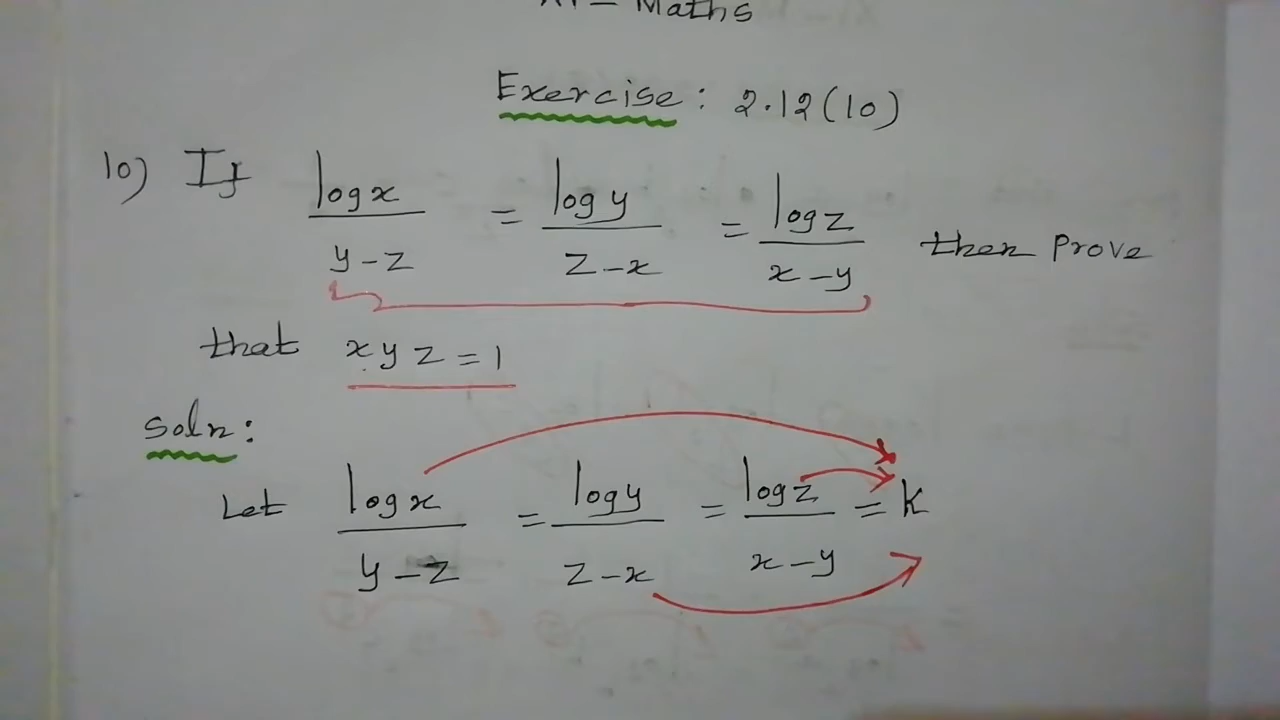 XI - Maths
Exercise: 2.12(10)
10) If log x / y - z = log y / z - x = log z / x - y then Prove
that x y z = 1
Soln:
Let log x / y - z = log y / z - x = log z / x - y = k